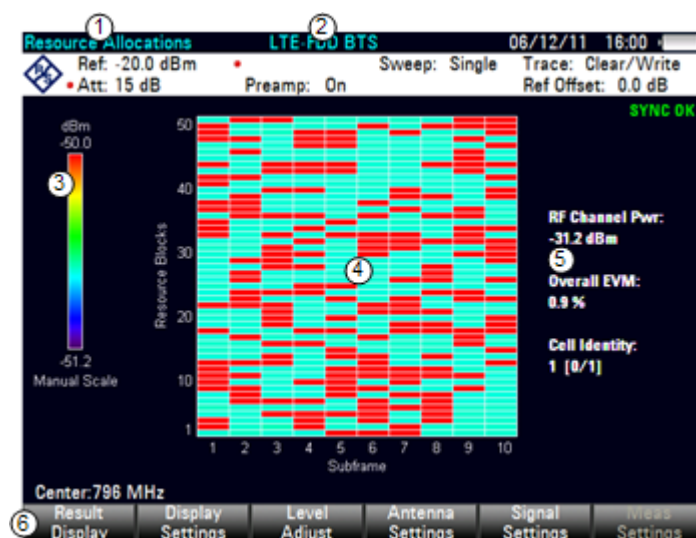 1 2
Resource Allocations LTE-FDD BTS 06/12/11 16:00
Ref: -20.0 dBm Sweep: Single Trace: Clear/Write
Att: 15 dB Preamp: On Ref Offset: 0.0 dB
SYNC OK
dBm
-50.0
3
-51.2
Manual Scale
Resource Blocks
50
40
30
20
10
1
4
1 2 3 4 5 6 7 8 9 10
Subframe
RF Channel Pwr:
-31.2 dBm
5
Overall EVM:
0.9 %
Cell Identity:
1 [0/1]
Center:796 MHz
6
Result Display Level Antenna Signal Meas
Display Settings Adjust Settings Settings Settings